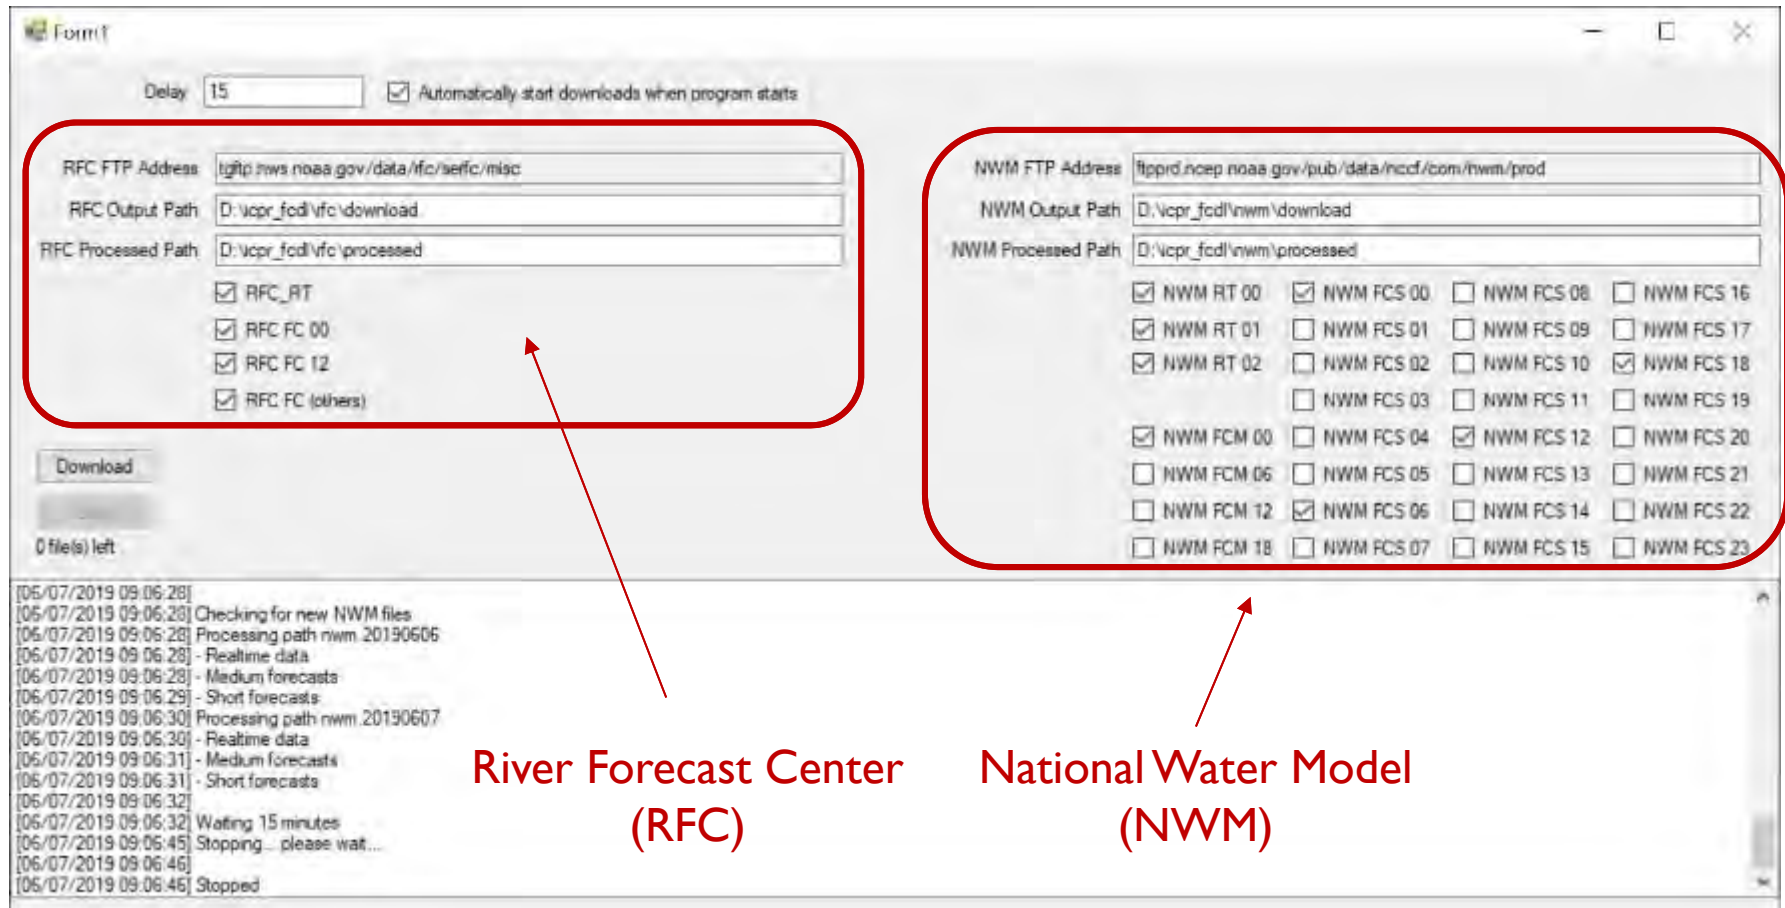 Form1
Delay 15 Automatically start downloads when program starts
RFC FTP Address tgftp.nws.noaa.gov/data/rfc/serfc/misc
RFC Output Path D:\icpr_fcdl\rfc\download
RFC Processed Path D:\icpr_fcdl\rfc\processed
RFC_RT
RFC FC 00
RFC FC 12
RFC FC (others)
NWM FTP Address ftpprd.ncep.noaa.gov/pub/data/nccf/com/nwm/prod
NWM Output Path D:\icpr_fcdl\nwm\download
NWM Processed Path D:\icpr_fcdl\nwm\processed
NWM RT 00 NWM FCS 00 NWM FCS 08 NWM FCS 16
NWM RT 01 NWM FCS 01 NWM FCS 09 NWM FCS 17
NWM RT 02 NWM FCS 02 NWM FCS 10 NWM FCS 18
NWM FCS 03 NWM FCS 11 NWM FCS 19
NWM FCM 00 NWM FCS 04 NWM FCS 12 NWM FCS 20
NWM FCM 06 NWM FCS 05 NWM FCS 13 NWM FCS 21
NWM FCM 12 NWM FCS 06 NWM FCS 14 NWM FCS 22
NWM FCM 18 NWM FCS 07 NWM FCS 15 NWM FCS 23
Download
0 file(s) left
[06/07/2019 09:06:28]
[06/07/2019 09:06:28] Checking for new NWM files
[06/07/2019 09:06:28] Processing path nwm.20190606
[06/07/2019 09:06:28] - Realtime data
[06/07/2019 09:06:28] - Medium forecasts
[06/07/2019 09:06:29] - Short forecasts
[06/07/2019 09:06:30] Processing path nwm.20190607
[06/07/2019 09:06:30] - Realtime data
[06/07/2019 09:06:31] - Medium forecasts
[06/07/2019 09:06:31] - Short forecasts
[06/07/2019 09:06:32]
[06/07/2019 09:06:32] Waiting 15 minutes
[06/07/2019 09:06:45] Stopping... please wait...
[06/07/2019 09:06:46]
[06/07/2019 09:06:46] Stopped
River Forecast Center
(RFC)
National Water Model
(NWM)